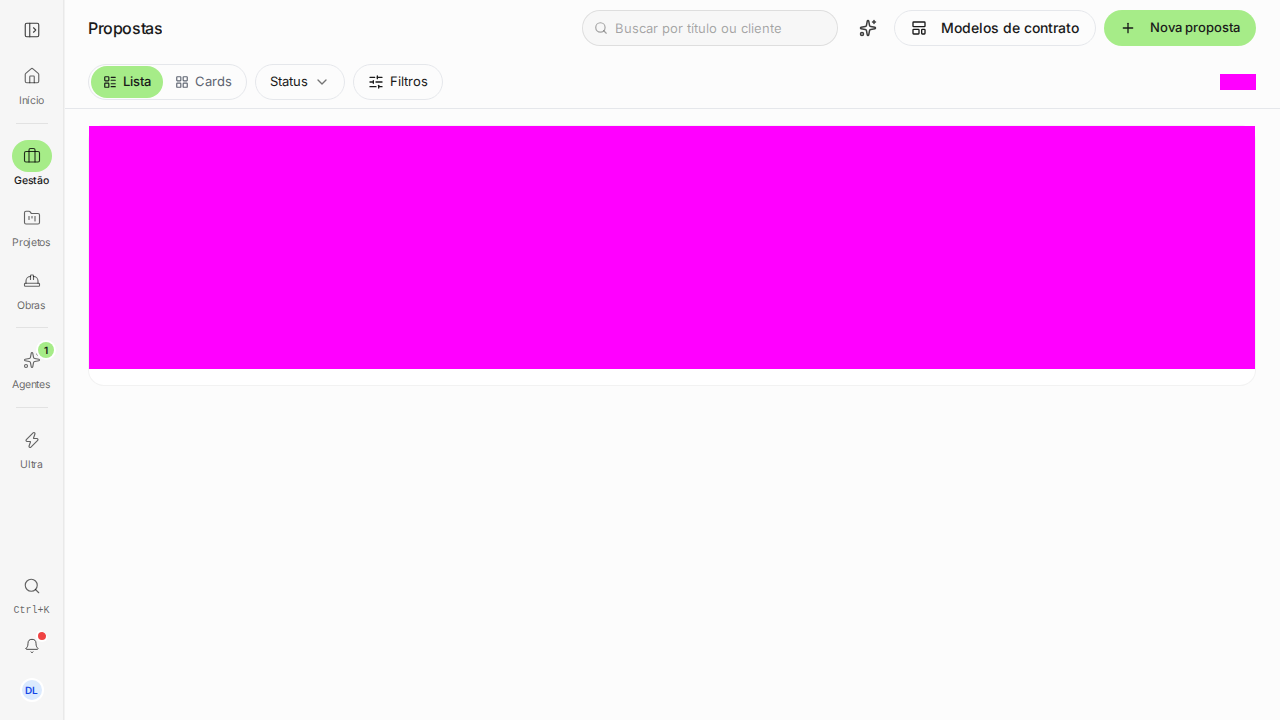 Propostas
Buscar por título ou cliente
Modelos de contrato
Nova proposta
Lista
Cards
Status
Filtros
Início
Gestão
Projetos
Obras
1
Agentes
Ultra
Ctrl+K
DL